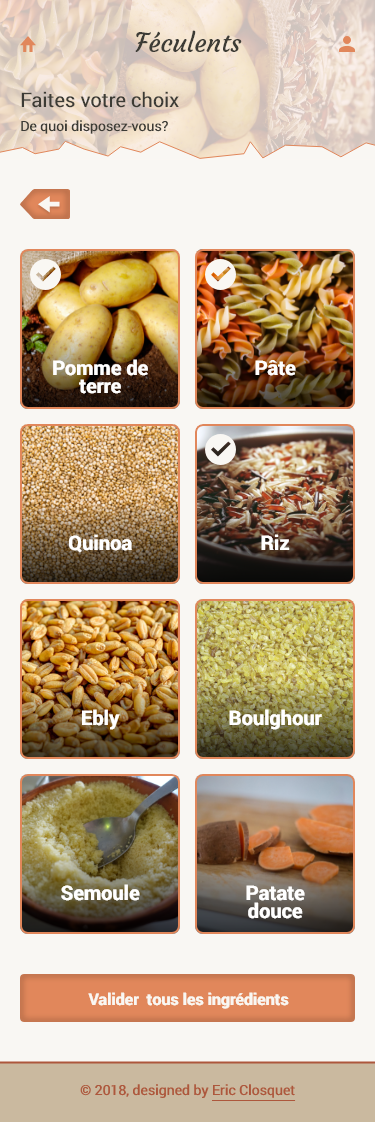 Féculents
Faites votre choix
De quoi disposez-vous?
Pomme de
terre
Pâte
Quinoa
Riz
Ebly
Boulghour
Semoule
Patate
douce
Valider tous les ingrédients
© 2018, designed by Eric Closquet